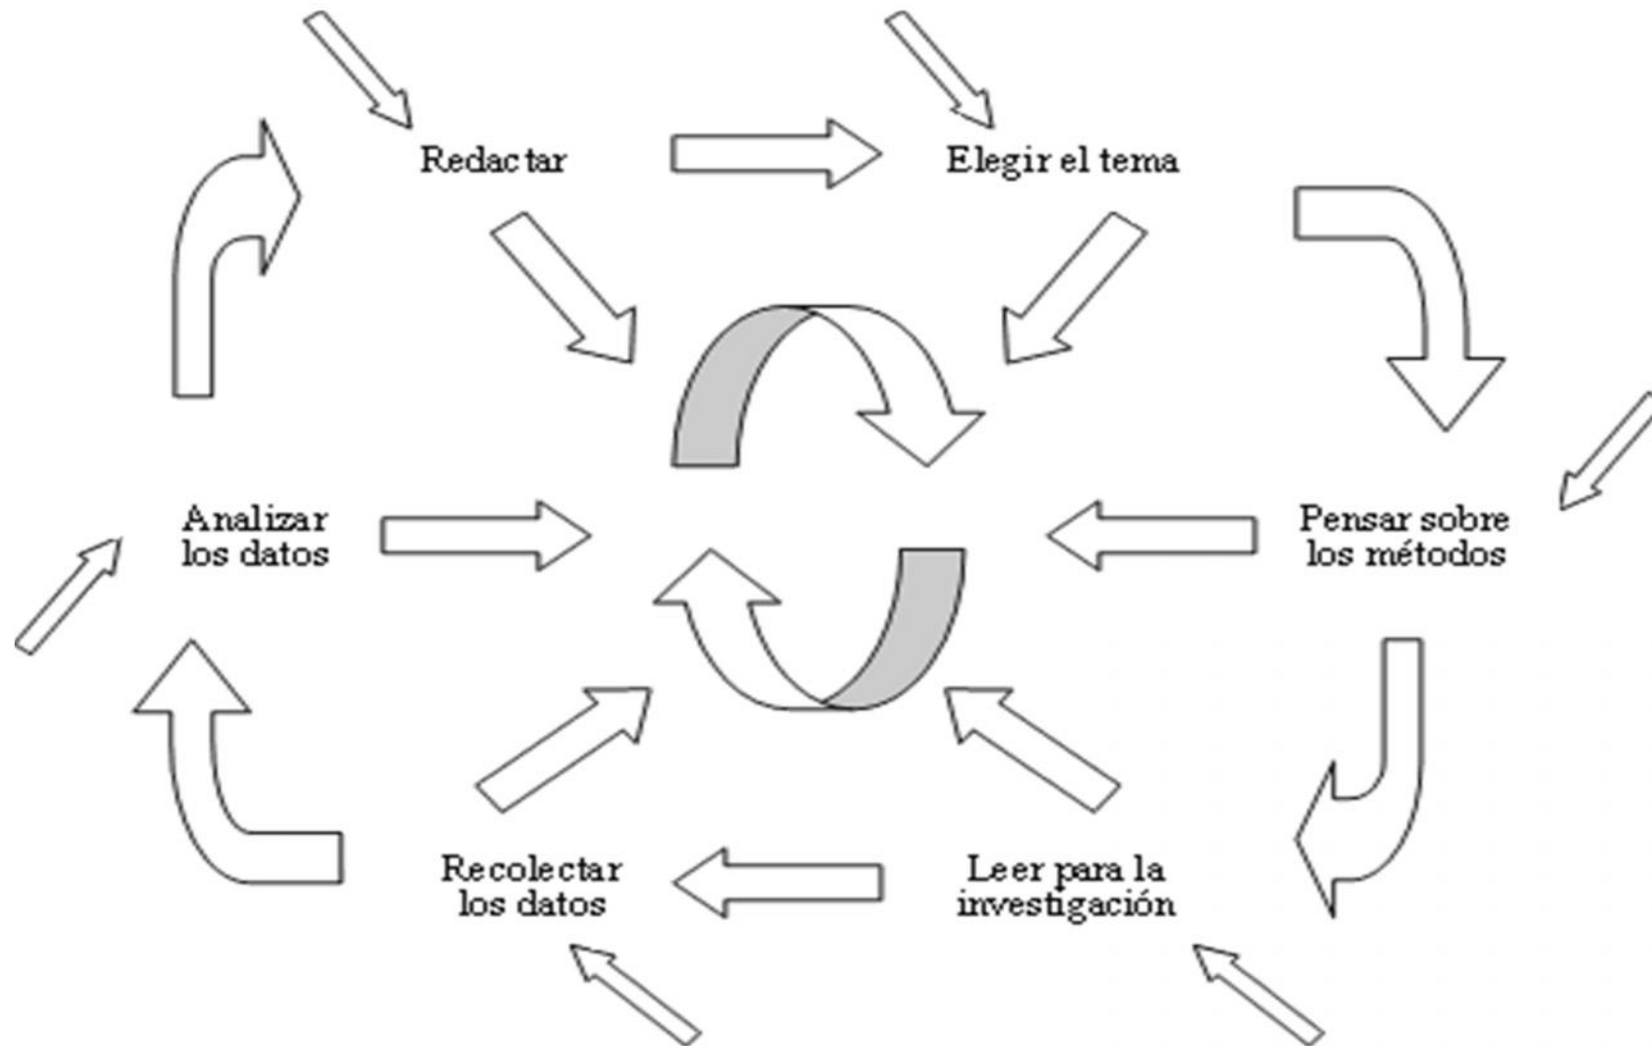 Redactar
Elegir el tema
Analizar
los datos
Pensar sobre
los métodos
Recolectar
los datos
Leer para la
investigación